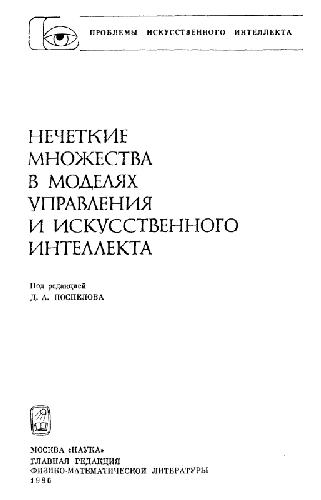 ПРОБЛЕМЫ ИСКУССТВЕННОГО ИНТЕЛЛЕКТА
НЕЧЕТКИЕ
МНОЖЕСТВА
В МОДЕЛЯХ
УПРАВЛЕНИЯ
И ИСКУССТВЕННОГО
ИНТЕЛЛЕКТА
Под редакцией
Д. А. ПОСПЕЛОВА
МОСКВА «НАУКА»
ГЛАВНАЯ РЕДАКЦИЯ
ФИЗИКО-МАТЕМАТИЧЕСКОЙ ЛИТЕРАТУРЫ
1986